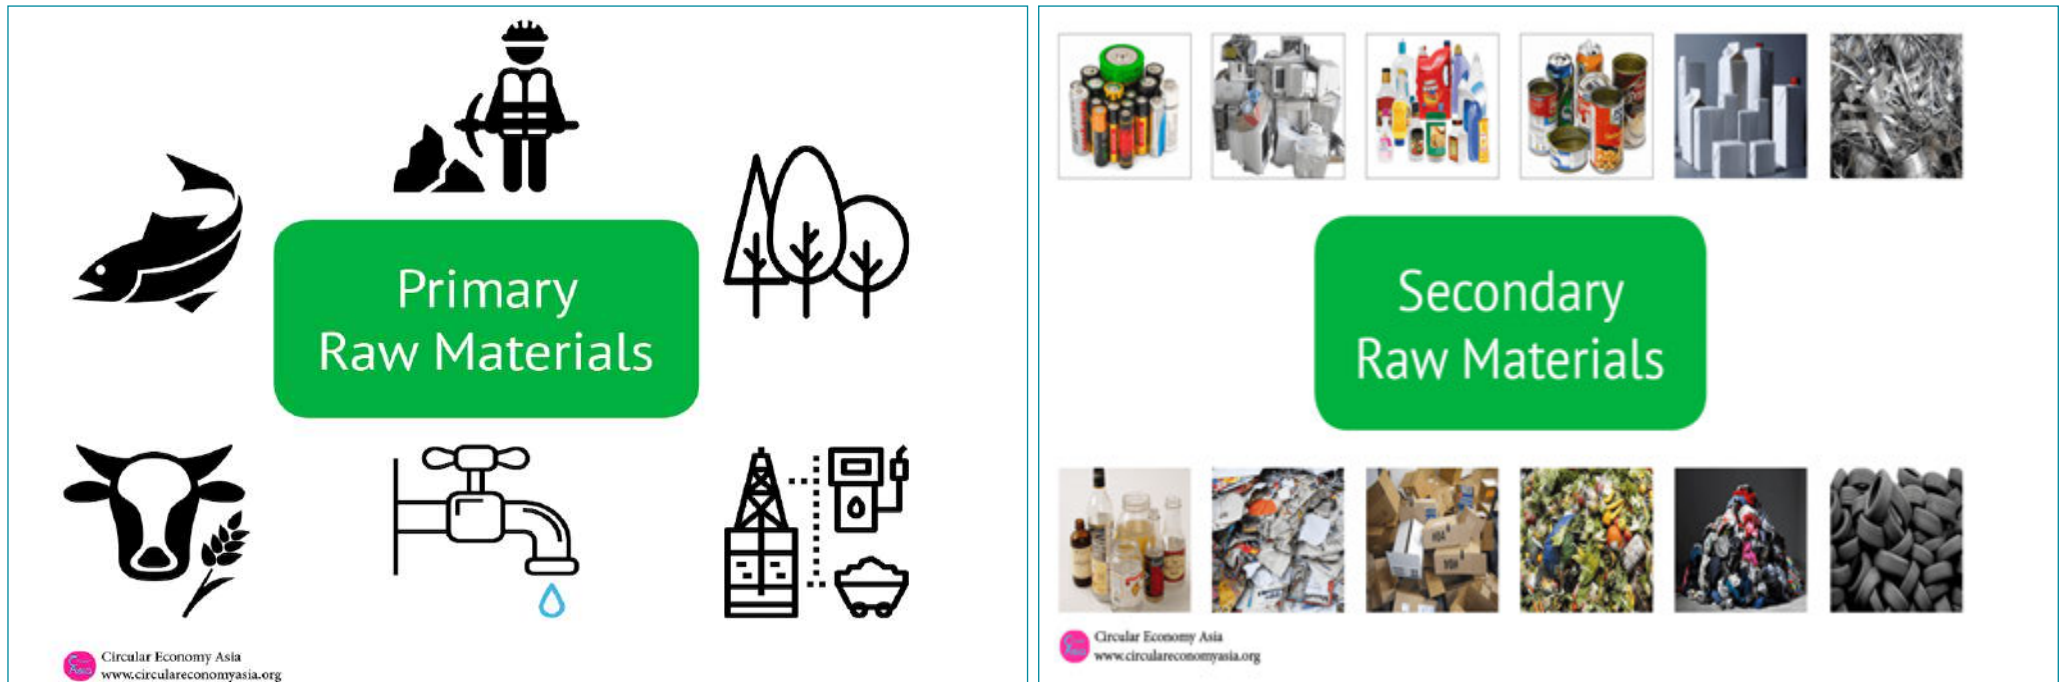 Primary
Raw Materials
Circular Economy Asia
www.circulareconomyasia.org
Secondary
Raw Materials
Circular Economy Asia
www.circulareconomyasia.org